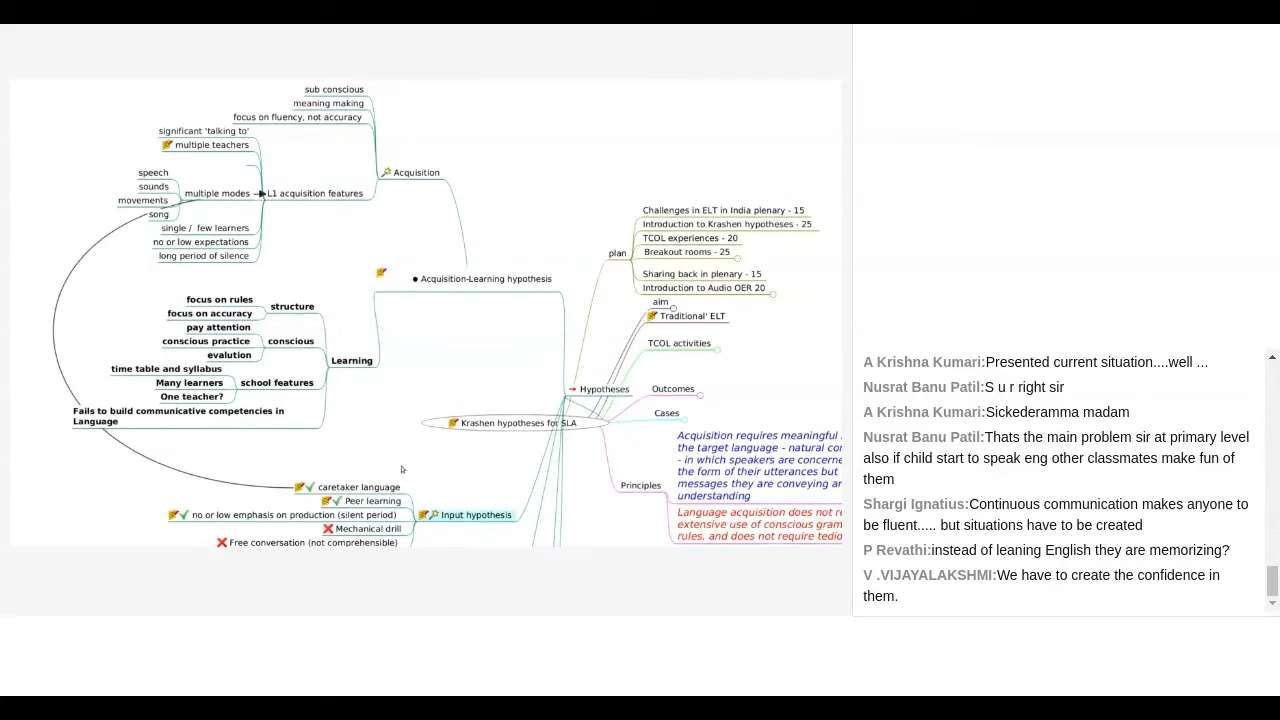 sub conscious
meaning making
focus on fluency, not accuracy
significant 'talking to'
multiple teachers
Acquisition
speech
sounds
multiple modes
L1 acquisition features
movements
song
single / few learners
no or low expectations
long period of silence
Acquisition-Learning hypothesis
focus on rules
structure
focus on accuracy
pay attention
conscious practice
conscious
evalution
Learning
time table and syllabus
Many learners
school features
One teacher?
Fails to build communicative competencies in
Language
caretaker language
Peer learning
no or low emphasis on production (silent period)
Input hypothesis
Mechanical drill
Free conversation (not comprehensible)
Challenges in ELT in India plenary - 15
Introduction to Krashen hypotheses - 25
TCOL experiences - 20
plan
Breakout rooms - 25
Sharing back in plenary - 15
Introduction to Audio OER 20
aim
Traditional' ELT
TCOL activities
Hypotheses
Outcomes
Cases
Krashen hypotheses for SLA
Acquisition requires meaningful
the target language - natural co
- in which speakers are concerne
the form of their utterances but
messages they are conveying an
understanding
Principles
Language acquisition does not re
extensive use of conscious gram
rules, and does not require tedio
A Krishna Kumari:Presented current situation....well ...
Nusrat Banu Patil:S u r right sir
A Krishna Kumari:Sickederamma madam
Nusrat Banu Patil:Thats the main problem sir at primary level
also if child start to speak eng other classmates make fun of
them
Shargi Ignatius:Continuous communication makes anyone to
be fluent..... but situations have to be created
P Revathi:instead of leaning English they are memorizing?
V .VIJAYALAKSHMI:We have to create the confidence in
them.